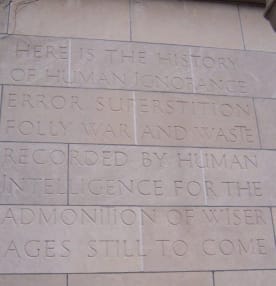 HERE IS THE HISTORY
OF HUMAN IGNORANCE
ERROR SUPERSTITION
FOLLY WAR AND WASTE
RECORDED BY HUMAN
INTELLIGENCE FOR THE
ADMONITION OF WISER
AGES STILL TO COME